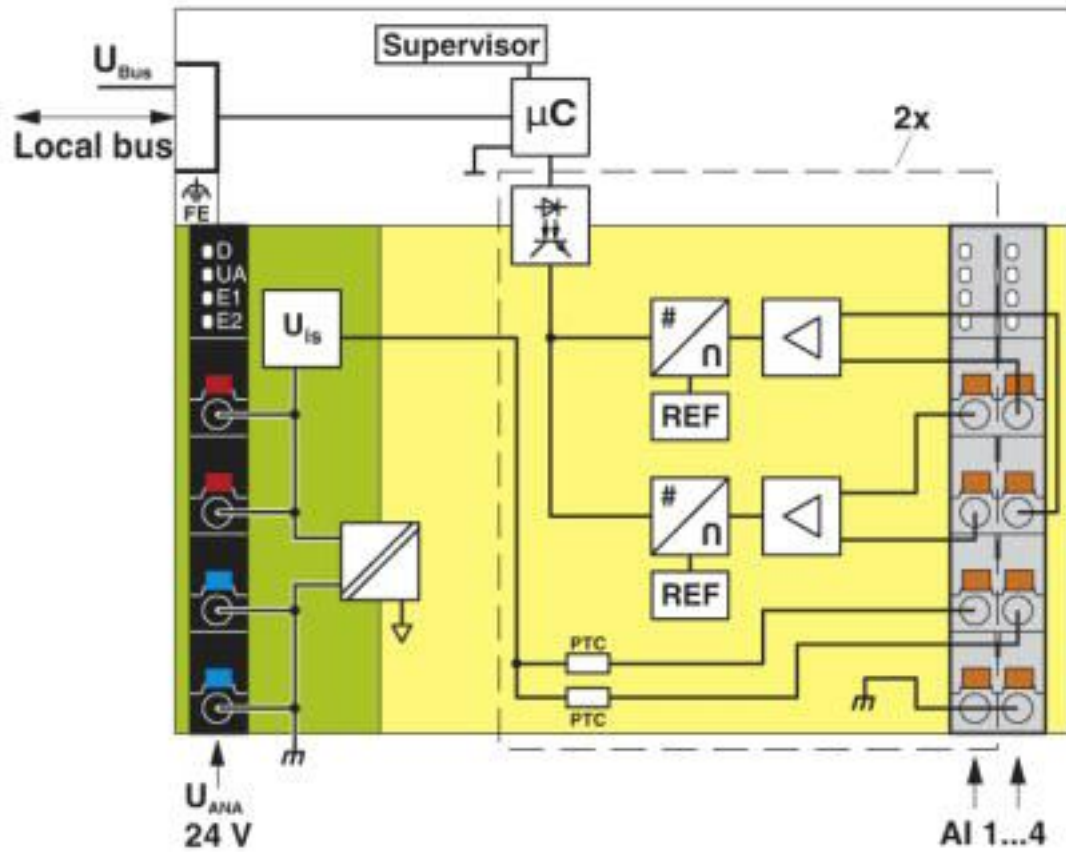 Supervisor
U Bus
µC
2x
Local bus
FE
D
UA
E1
E2
U is
#
∩
REF
#
∩
REF
PTC
PTC
U ANA
24 V
AI 1...4